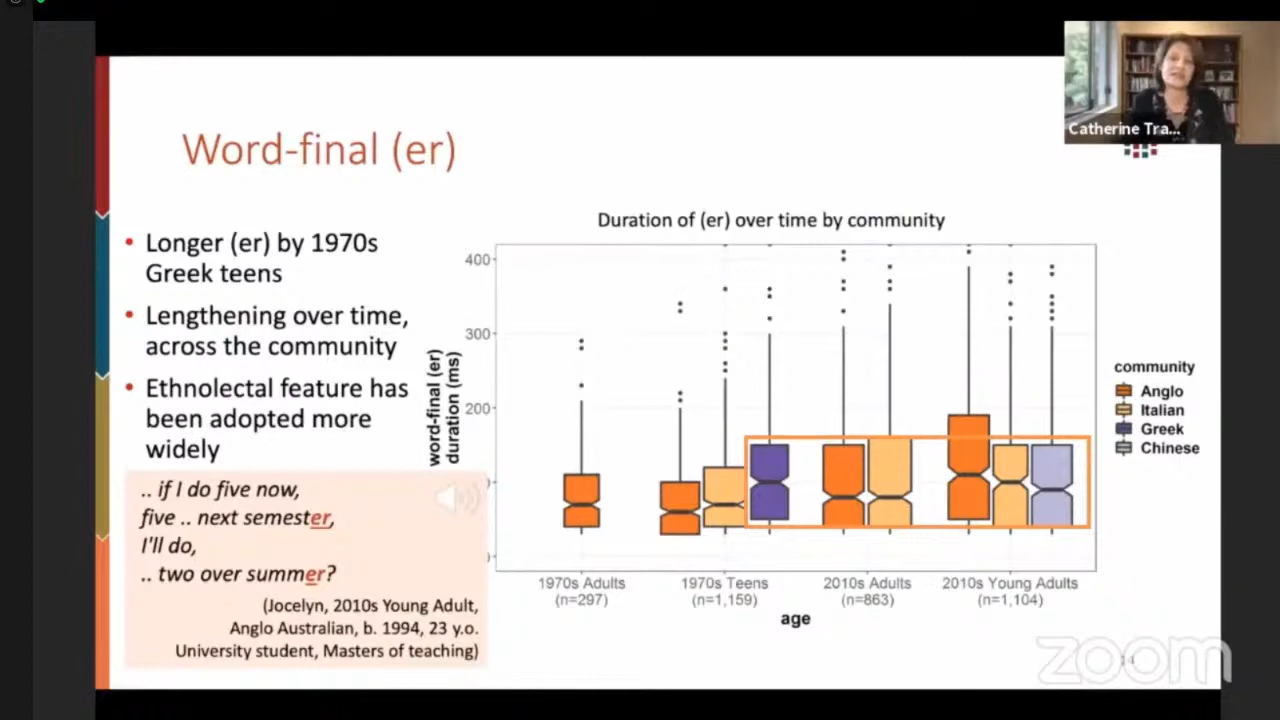 Catherine Tra...
Word-final (er)
• Longer (er) by 1970s
Greek teens
• Lengthening over time,
across the community
• Ethnolectal feature has
been adopted more
widely
.. if I do five now,
five .. next semester,
I'll do,
.. two over summer?
(Jocelyn, 2010s Young Adult,
Anglo Australian, b. 1994, 23 y.o.
University student, Masters of teaching)
Duration of (er) over time by community
word-final (er)
duration (ms)
400
300
200
0
0
1970s Adults
(n=297)
1970s Teens
(n=1,159)
2010s Adults
(n=863)
2010s Young Adults
(n=1,104)
age
community
Anglo
Italian
Greek
Chinese
14
zoom